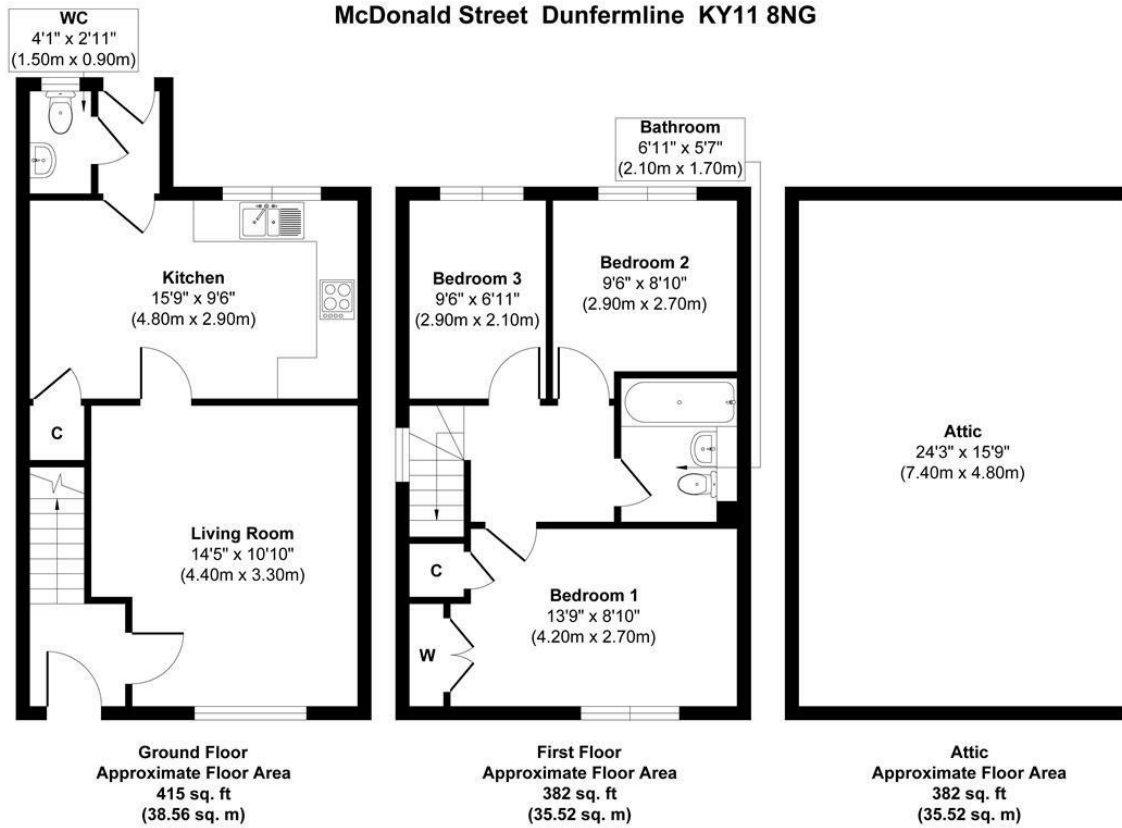 McDonald Street Dunfermline KY11 8NG
WC
4'1" x 2'11"
(1.50m x 0.90m)
Kitchen
15'9" x 9'6"
(4.80m x 2.90m)
C
Living Room
14'5" x 10'10"
(4.40m x 3.30m)
Ground Floor
Approximate Floor Area
415 sq. ft
(38.56 sq. m)
Bathroom
6'11" x 5'7"
(2.10m x 1.70m)
Bedroom 3
9'6" x 6'11"
(2.90m x 2.10m)
Bedroom 2
9'6" x 8'10"
(2.90m x 2.70m)
C
Bedroom 1
13'9" x 8'10"
(4.20m x 2.70m)
W
First Floor
Approximate Floor Area
382 sq. ft
(35.52 sq. m)
Attic
24'3" x 15'9"
(7.40m x 4.80m)
Attic
Approximate Floor Area
382 sq. ft
(35.52 sq. m)